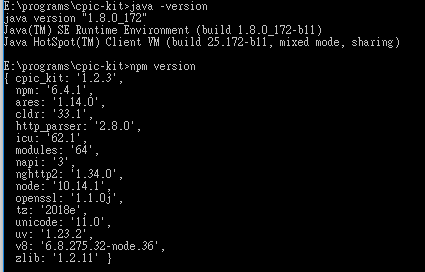 E:\programs\cpic-kit>java -version
java version "1.8.0_172"
Java(TM) SE Runtime Environment (build 1.8.0_172-b11)
Java HotSpot(TM) Client VM (build 25.172-b11, mixed mode, sharing)
E:\programs\cpic-kit>npm version
{ cpic_kit: '1.2.3',
npm: '6.4.1',
ares: '1.14.0',
cldr: '33.1',
http_parser: '2.8.0',
icu: '62.1',
modules: '64',
napi: '3',
nghttp2: '1.34.0',
node: '10.14.1',
openssl: '1.1.0j',
tz: '2018e',
unicode: '11.0',
uv: '1.23.2',
v8: '6.8.275.32-node.36',
zlib: '1.2.11' }